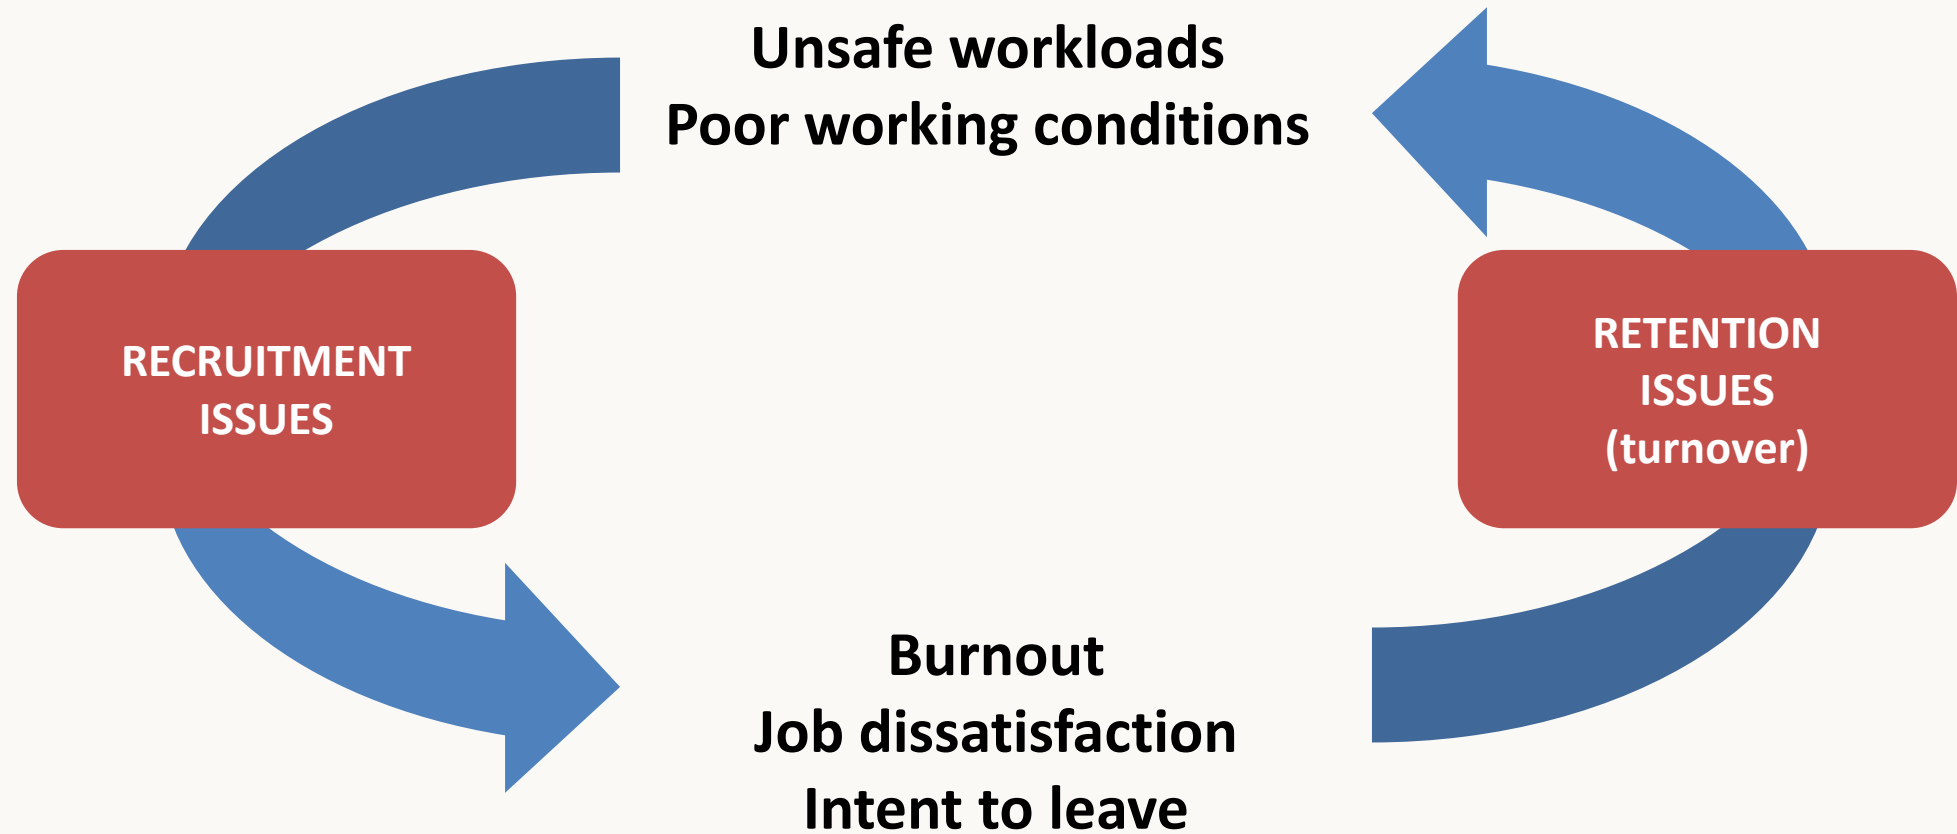 Unsafe workloads
Poor working conditions
RECRUITMENT
ISSUES
RETENTION
ISSUES
(turnover)
Burnout
Job dissatisfaction
Intent to leave